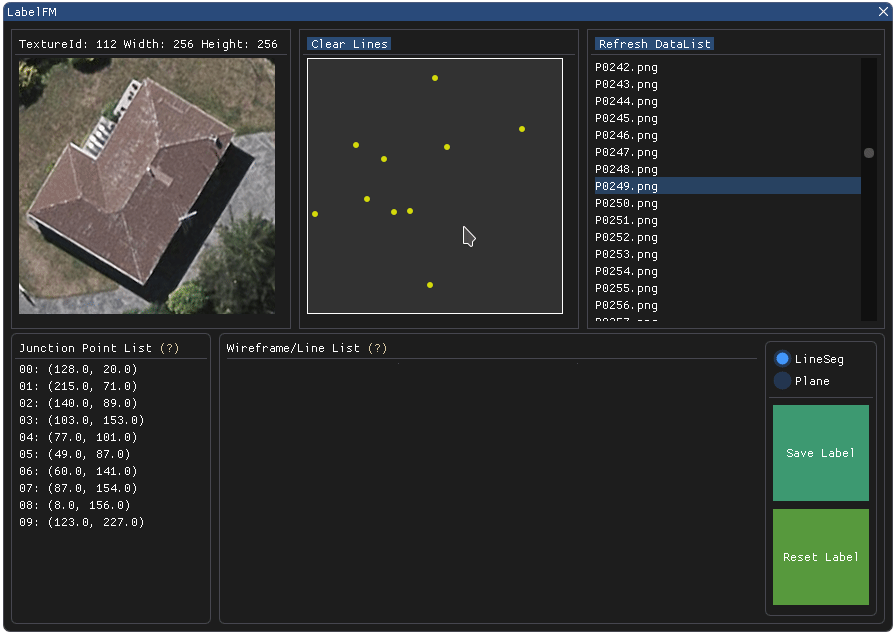 LabelFM
TextureId: 112 Width: 256 Height: 256
Clear Lines
Refresh DataList
P0242.png
P0243.png
P0244.png
P0245.png
P0246.png
P0247.png
P0248.png
P0249.png
P0250.png
P0251.png
P0252.png
P0253.png
P0254.png
P0255.png
P0256.png
P0257.png
Junction Point List (?)
00: (128.0, 20.0)
01: (215.0, 71.0)
02: (140.0, 89.0)
03: (103.0, 153.0)
04: (77.0, 101.0)
05: (49.0, 87.0)
06: (60.0, 141.0)
07: (87.0, 154.0)
08: (8.0, 156.0)
09: (123.0, 227.0)
Wireframe/Line List (?)
LineSeg
Plane
Save Label
Reset Label